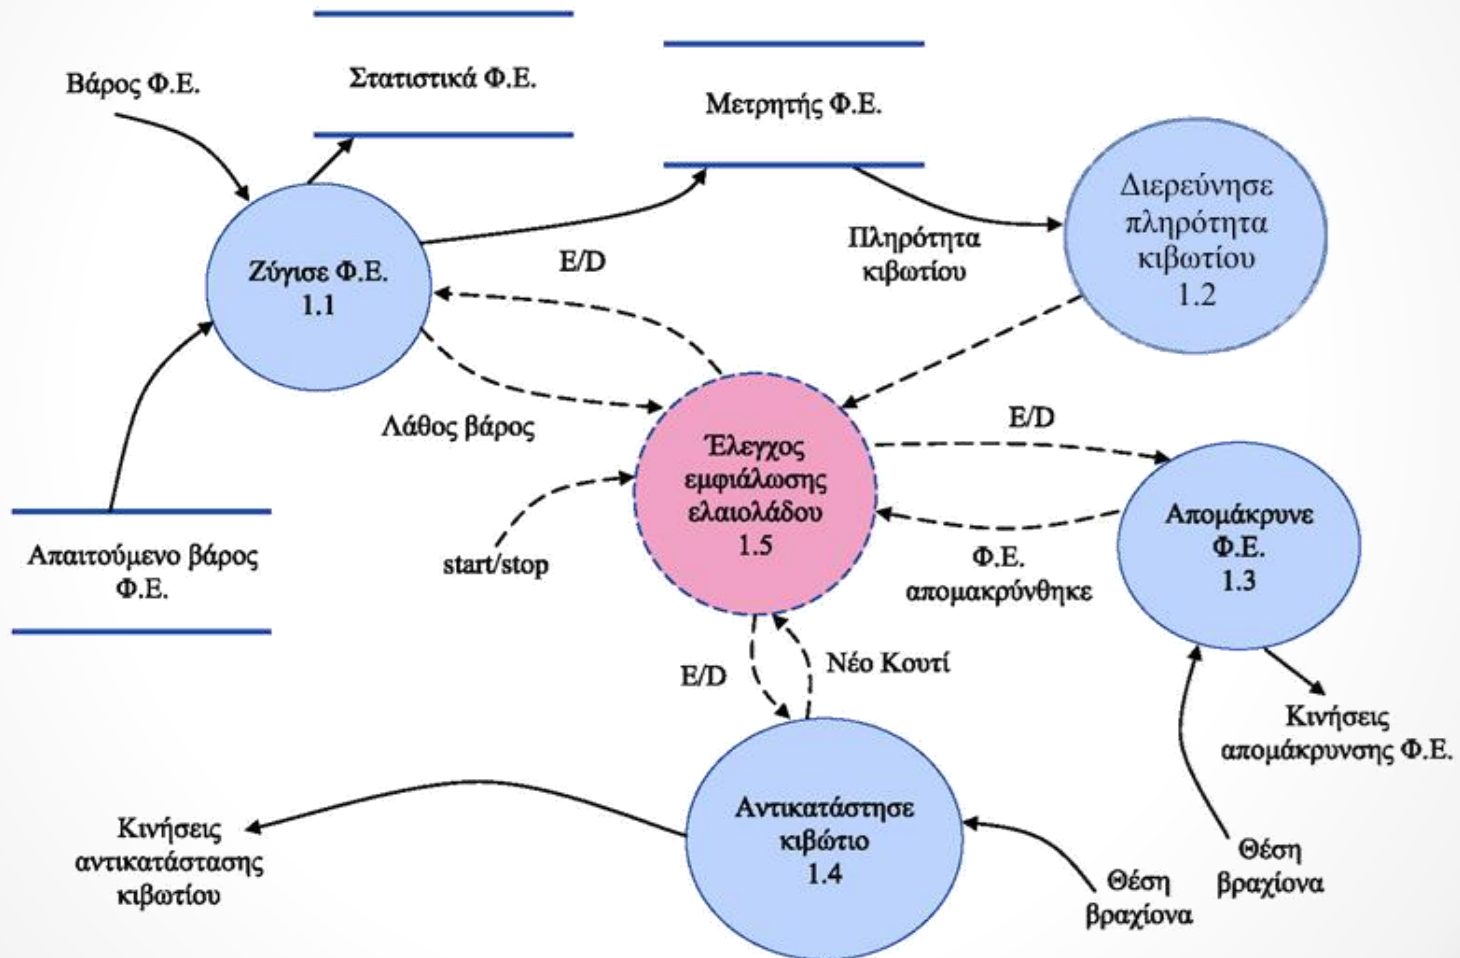 Βάρος Φ.Ε.
Στατιστικά Φ.Ε.
Μετρητής Φ.Ε.
Διερεύνησε
πληρότητα
κιβωτίου
1.2
Πληρότητα
κιβωτίου
Ζύγισε Φ.Ε.
1.1
E/D
Λάθος βάρος
E/D
Έλεγχος
εμφιάλωσης
ελαιολάδου
1.5
Απομάκρυνε
Φ.Ε.
1.3
Απαιτούμενο βάρος
Φ.Ε.
start/stop
Φ.Ε.
απομακρύνθηκε
E/D
Νέο Κουτί
Κινήσεις
απομάκρυνσης Φ.Ε.
Κινήσεις
αντικατάστασης
κιβωτίου
Αντικατάστησε
κιβώτιο
1.4
Θέση
βραχίονα
Θέση
βραχίονα